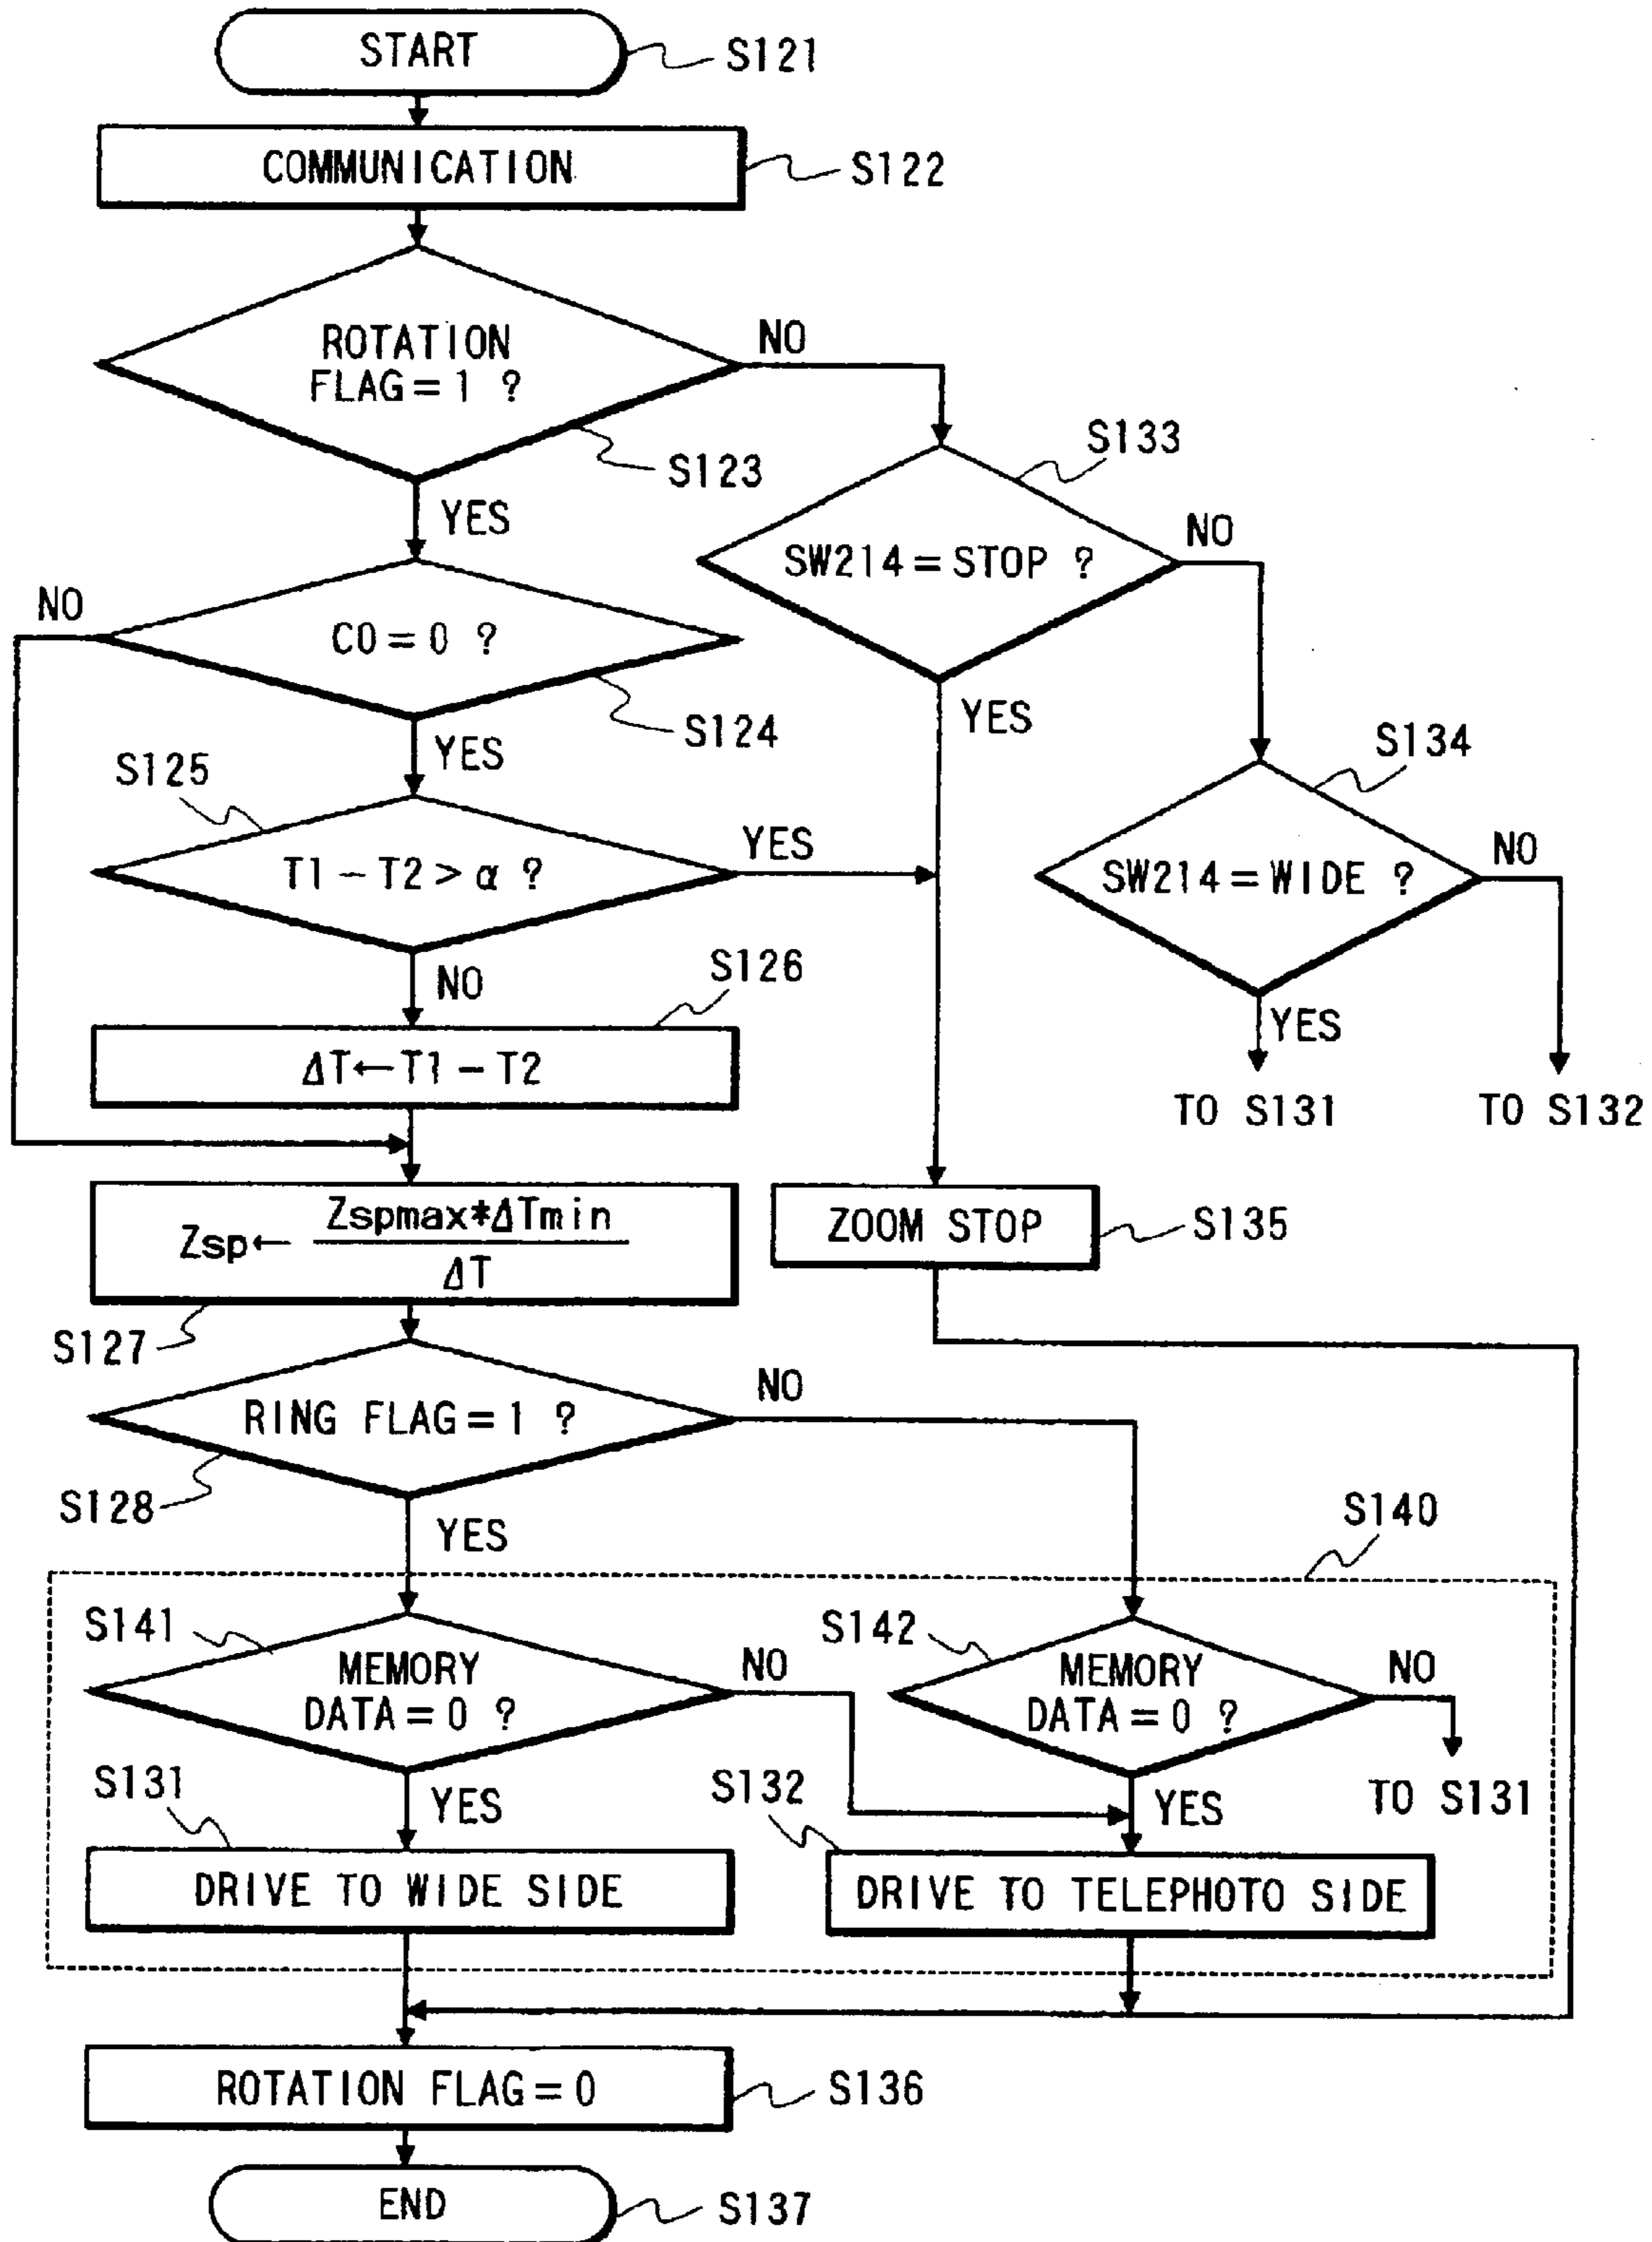 START
S121
COMMUNICATION
S122
ROTATION
FLAG=1 ?
NO
S123
YES
S133
SW214=STOP ?
NO
YES
NO
C0=0 ?
S124
YES
S134
SW214=WIDE ?
NO
YES
TO S131
TO S132
S125
T1-T2>α ?
YES
NO
S126
ΔT←T1-T2
Zsp← Zspmax*ΔTmin
ΔT
S127
ZOOM STOP
S135
RING FLAG=1 ?
NO
S128
YES
S140
S141
MEMORY
DATA=0 ?
NO
YES
S142
MEMORY
DATA=0 ?
NO
TO S131
YES
S131
DRIVE TO WIDE SIDE
S132
DRIVE TO TELEPHOTO SIDE
ROTATION FLAG=0
S136
END
S137